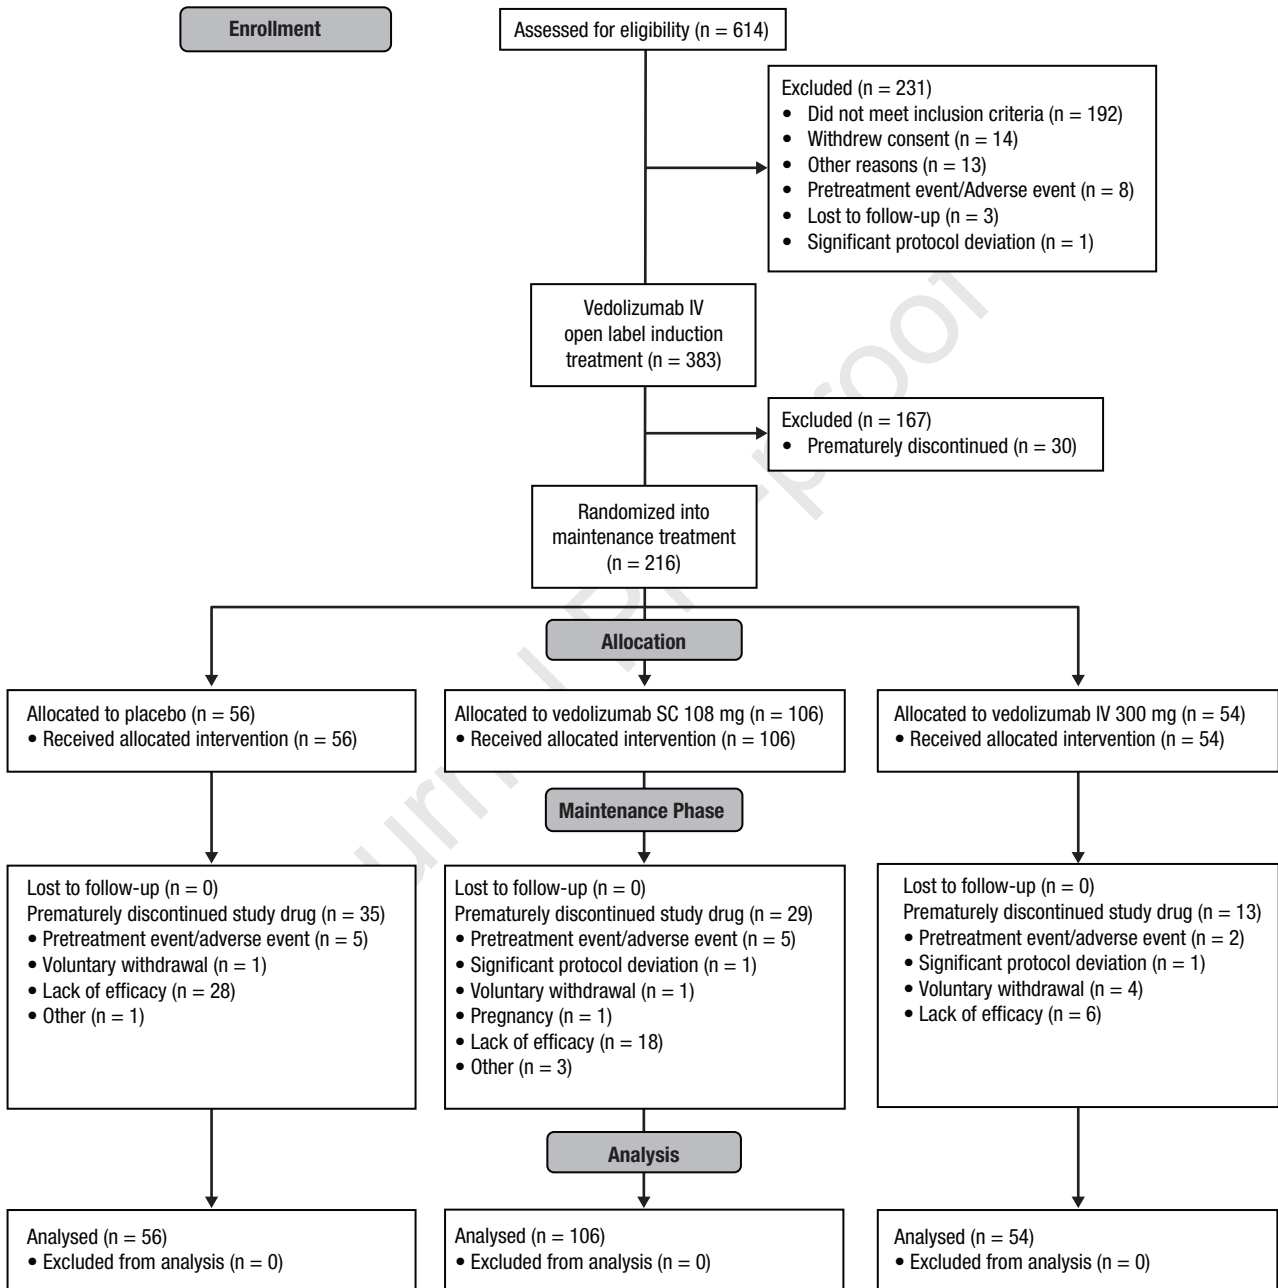 Enrollment
Assessed for eligibility (n = 614)
Excluded (n = 231)
• Did not meet inclusion criteria (n = 192)
• Withdrew consent (n = 14)
• Other reasons (n = 13)
• Pretreatment event/Adverse event (n = 8)
• Lost to follow-up (n = 3)
• Significant protocol deviation (n = 1)
Vedolizumab IV
open label induction
treatment (n = 383)
Excluded (n = 167)
• Prematurely discontinued (n = 30)
Randomized into
maintenance treatment
(n = 216)
Allocation
Allocated to placebo (n = 56)
• Received allocated intervention (n = 56)
Allocated to vedolizumab SC 108 mg (n = 106)
• Received allocated intervention (n = 106)
Allocated to vedolizumab IV 300 mg (n = 54)
• Received allocated intervention (n = 54)
Maintenance Phase
Lost to follow-up (n = 0)
Prematurely discontinued study drug (n = 35)
• Pretreatment event/adverse event (n = 5)
• Voluntary withdrawal (n = 1)
• Lack of efficacy (n = 28)
• Other (n = 1)
Lost to follow-up (n = 0)
Prematurely discontinued study drug (n = 29)
• Pretreatment event/adverse event (n = 5)
• Significant protocol deviation (n = 1)
• Voluntary withdrawal (n = 1)
• Pregnancy (n = 1)
• Lack of efficacy (n = 18)
• Other (n = 3)
Lost to follow-up (n = 0)
Prematurely discontinued study drug (n = 13)
• Pretreatment event/adverse event (n = 2)
• Significant protocol deviation (n = 1)
• Voluntary withdrawal (n = 4)
• Lack of efficacy (n = 6)
Analysis
Analysed (n = 56)
• Excluded from analysis (n = 0)
Analysed (n = 106)
• Excluded from analysis (n = 0)
Analysed (n = 54)
• Excluded from analysis (n = 0)